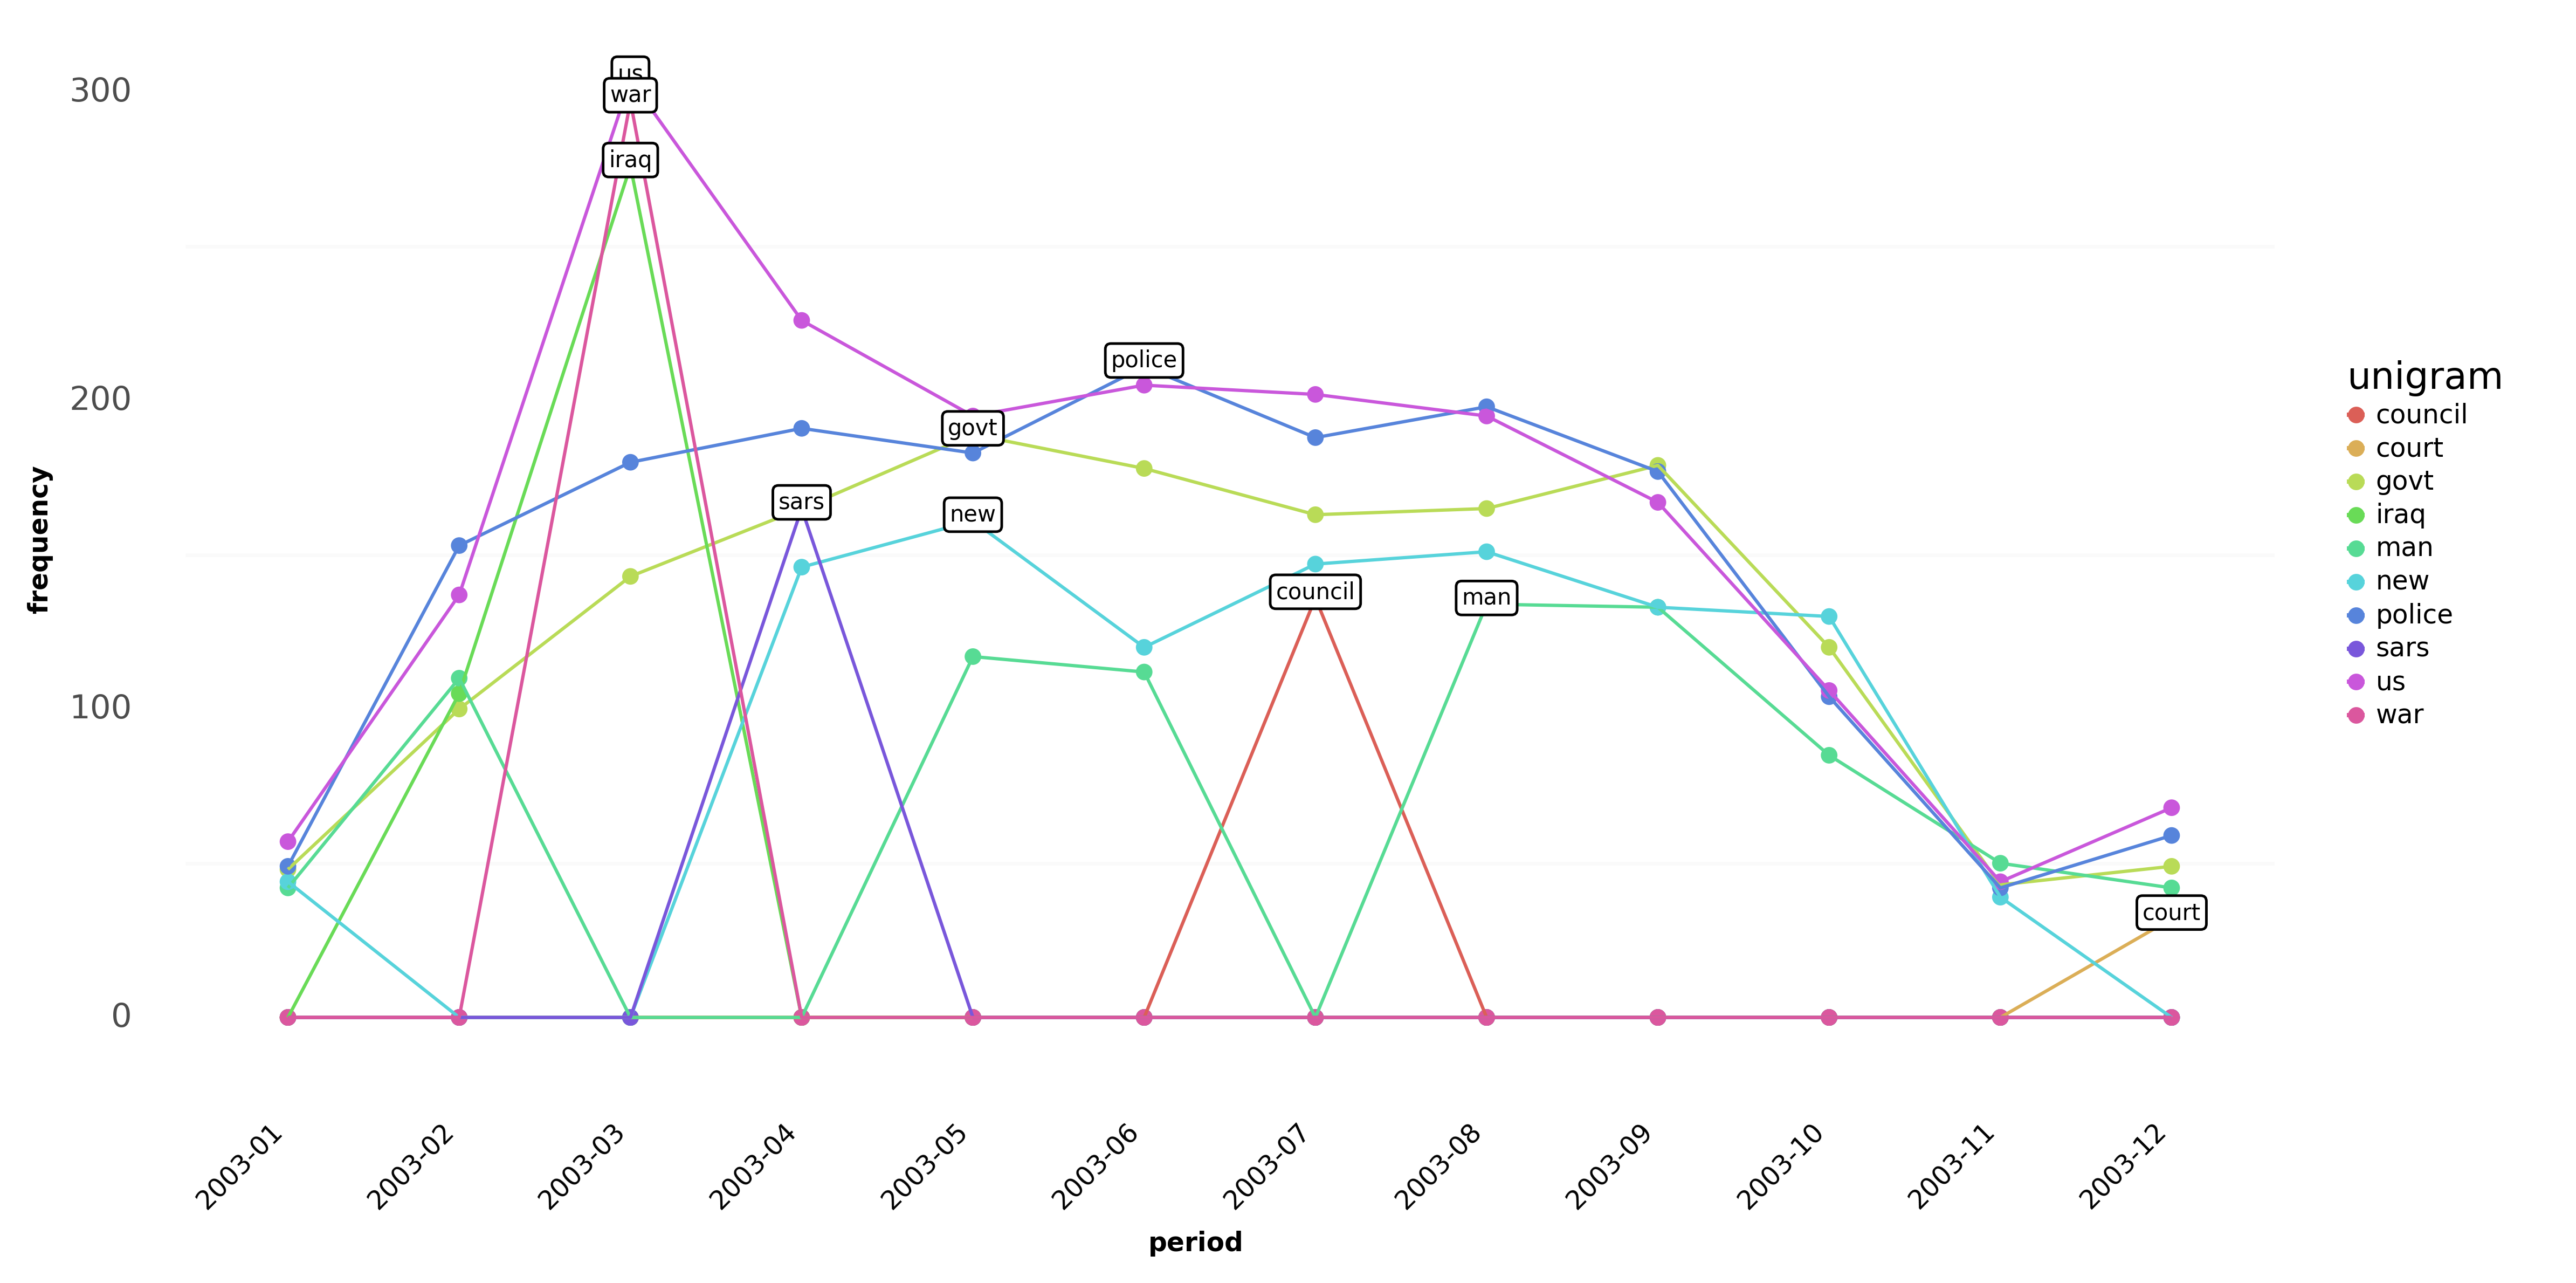 us
war
300
iraq
police
200
govt
sars
new
council
man
100
court
0
frequency
2003-01
2003-02
2003-03
2003-04
2003-05
2003-06
2003-07
2003-08
2003-09
2003-10
2003-11
2003-12
period
unigram
council
court
govt
iraq
man
new
police
sars
us
war